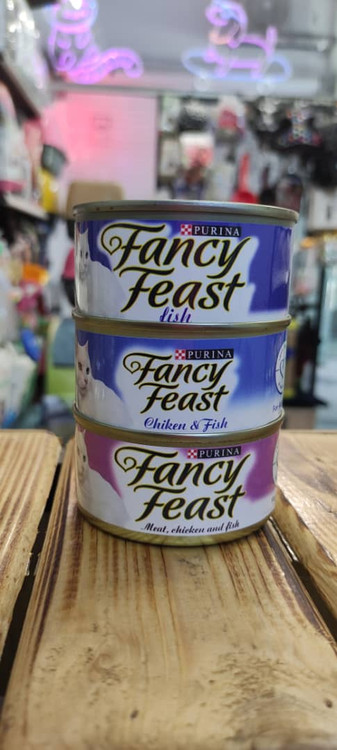 PURINA
Fancy
Feast
fish
PURINA
Fancy
Feast
Chiken & Fish
PURINA
Fancy
Feast
Meat, chicken and fish